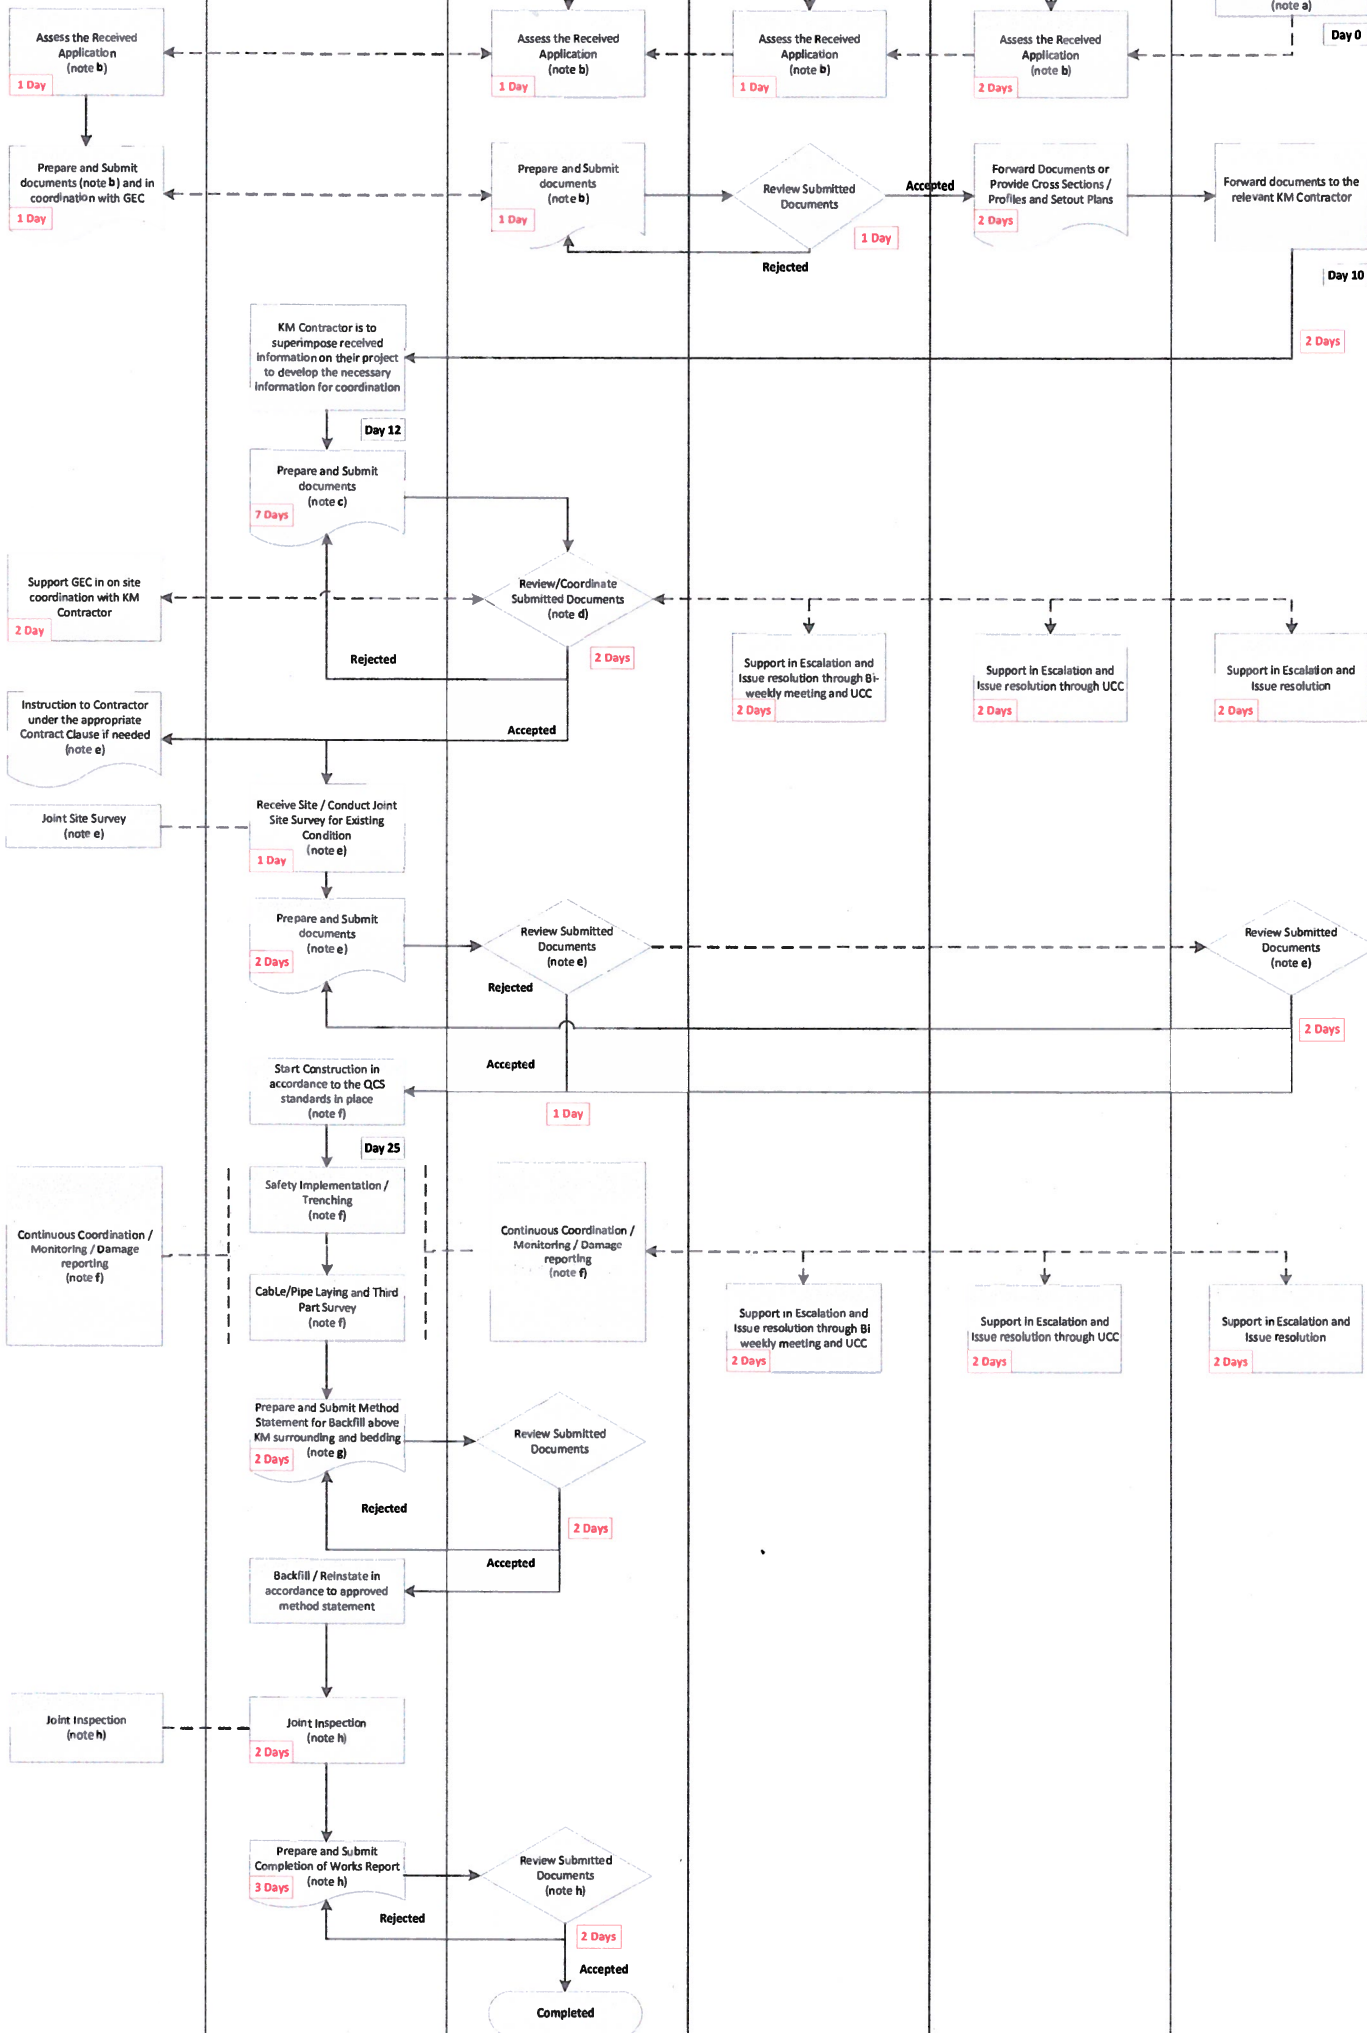 (note a)
Day 0
Assess the Received
Application
(note b)
1 Day
Assess the Received
Application
(note b)
1 Day
Assess the Received
Application
(note b)
1 Day
Assess the Received
Application
(note b)
2 Days
Prepare and Submit
documents (note b) and in
coordination with GEC
1 Day
Prepare and Submit
documents
(note b)
1 Day
Review Submitted
Documents
1 Day
Accepted
Rejected
Forward Documents or
Provide Cross Sections /
Profiles and Setout Plans
2 Days
Forward documents to the
relevant KM Contractor
Day 10
2 Days
KM Contractor is to
superimpose received
information on their project
to develop the necessary
information for coordination
Day 12
Prepare and Submit
documents
(note c)
7 Days
Support GEC in on site
coordination with KM
Contractor
2 Day
Review/Coordinate
Submitted Documents
(note d)
2 Days
Rejected
Accepted
Support in Escalation and
Issue resolution through Bi-
weekly meeting and UCC
2 Days
Support in Escalation and
Issue resolution through UCC
2 Days
Support in Escalation and
Issue resolution
2 Days
Instruction to Contractor
under the appropriate
Contract Clause if needed
(note e)
Joint Site Survey
(note e)
Receive Site / Conduct Joint
Site Survey for Existing
Condition
(note e)
1 Day
Prepare and Submit
documents
(note e)
2 Days
Review Submitted
Documents
(note e)
Rejected
Review Submitted
Documents
(note e)
2 Days
Accepted
1 Day
Start Construction in
accordance to the QCS
standards in place
(note f)
Day 25
Continuous Coordination /
Monitoring / Damage
reporting
(note f)
Safety Implementation /
Trenching
(note f)
CabLe/Pipe Laying and Third
Part Survey
(note f)
Continuous Coordination /
Monitoring / Damage
reporting
(note f)
Support in Escalation and
Issue resolution through Bi
weekly meeting and UCC
2 Days
Support in Escalation and
Issue resolution through UCC
2 Days
Support in Escalation and
Issue resolution
2 Days
Prepare and Submit Method
Statement for Backfill above
KM surrounding and bedding
(note g)
2 Days
Review Submitted
Documents
2 Days
Rejected
Accepted
Backfill / Reinstate in
accordance to approved
method statement
Joint Inspection
(note h)
Joint Inspection
(note h)
2 Days
Prepare and Submit
Completion of Works Report
(note h)
3 Days
Review Submitted
Documents
(note h)
2 Days
Rejected
Accepted
Completed